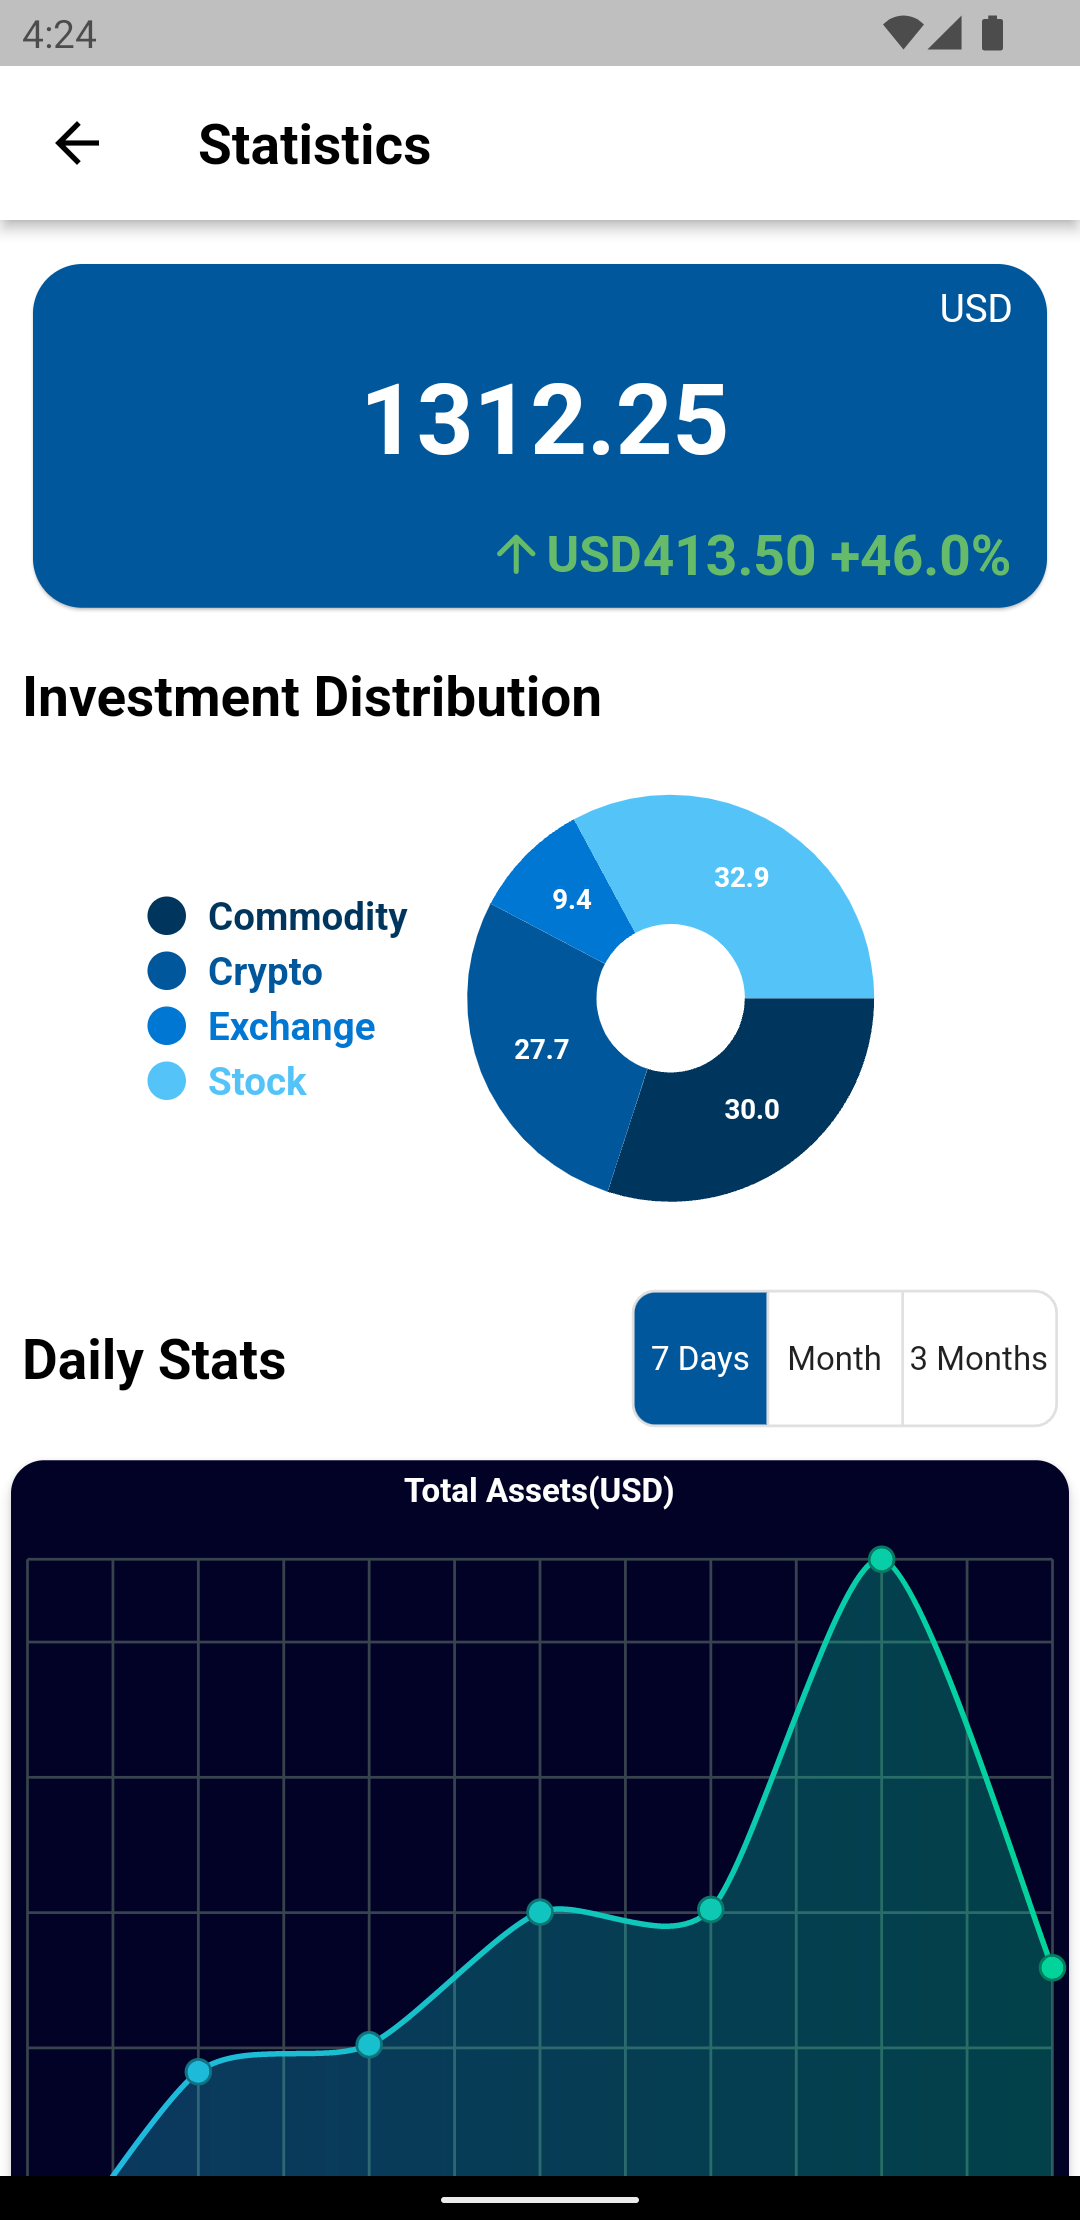 4:24
Statistics
USD
1312.25
USD413.50 +46.0%
Investment Distribution
Commodity
Crypto
Exchange
Stock
32.9
9.4
27.7
30.0
Daily Stats
7 Days
Month
3 Months
Total Assets(USD)